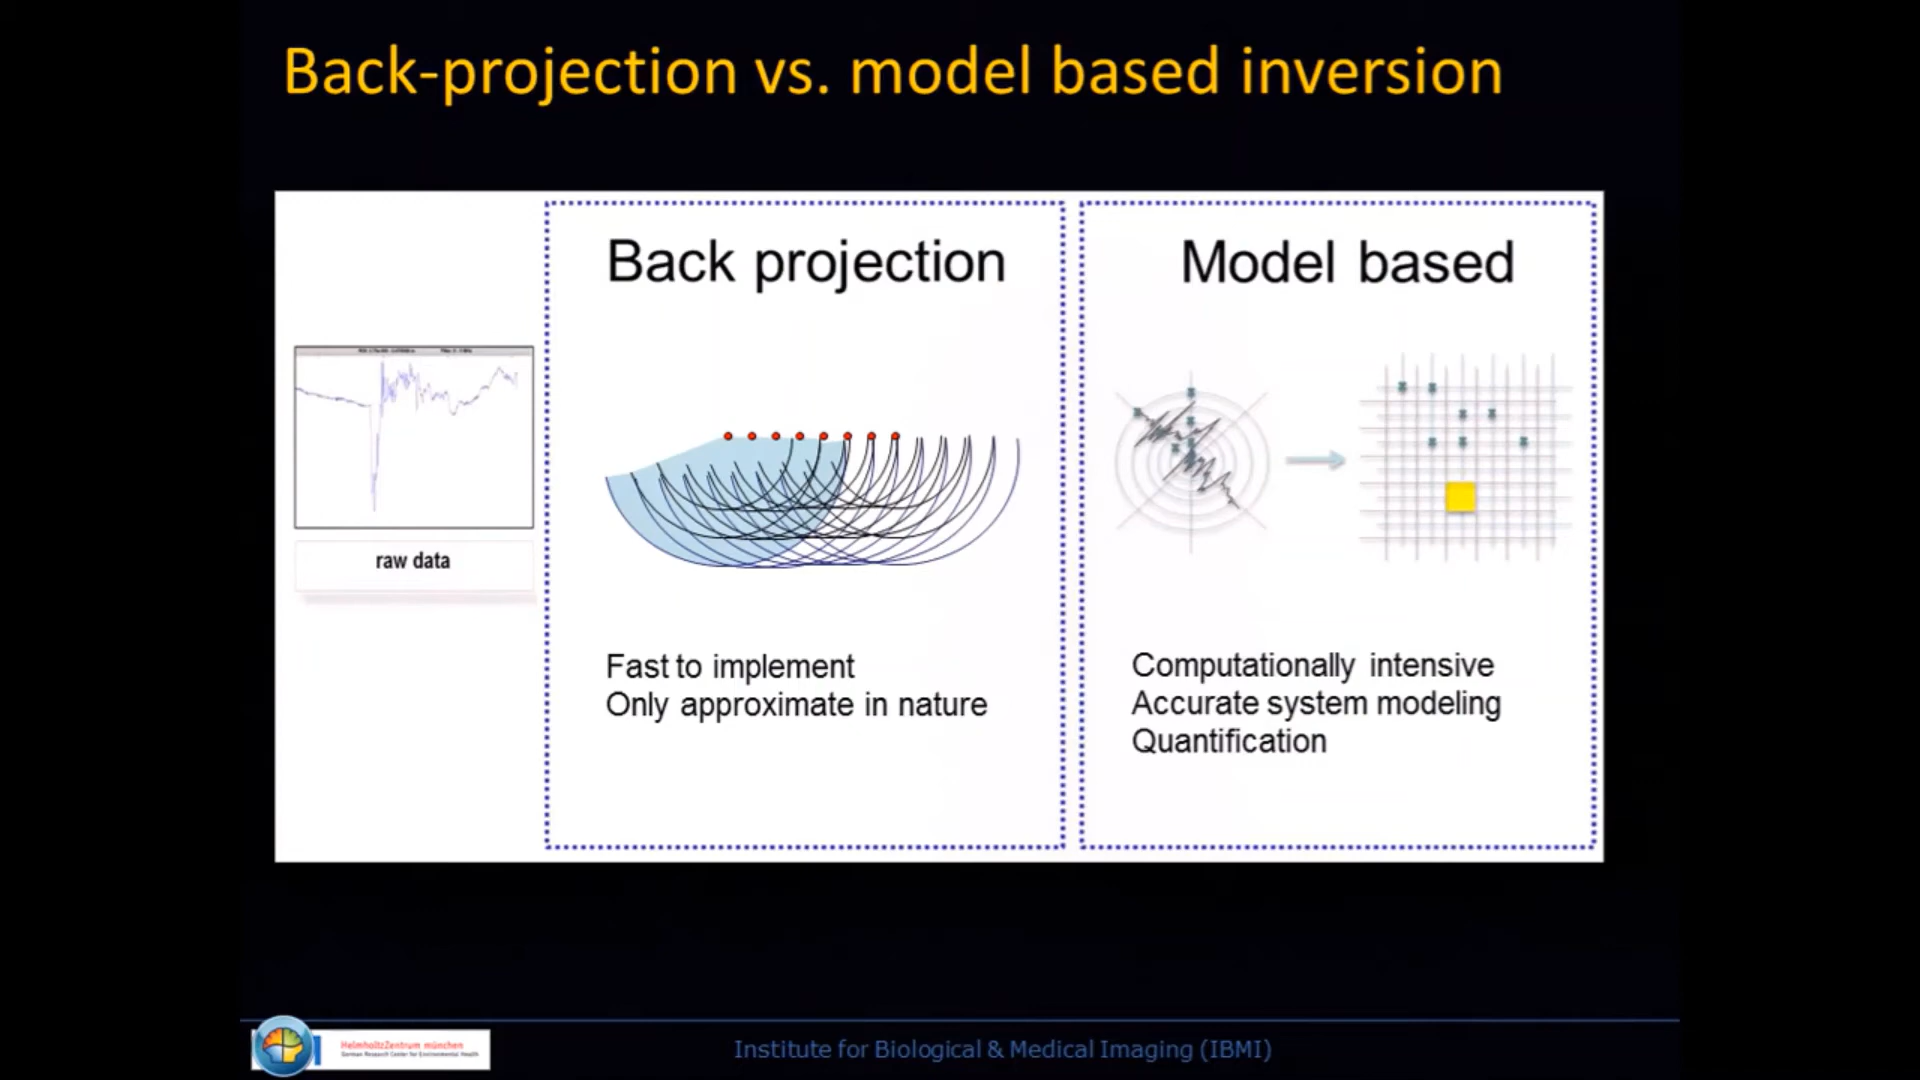 Back-projection vs. model based inversion
Back projection
Model based
raw data
Fast to implement
Only approximate in nature
Computationally intensive
Accurate system modeling
Quantification
HelmholtzZentrum münchen
German Research Center for Environmental Health
Institute for Biological & Medical Imaging (IBMI)